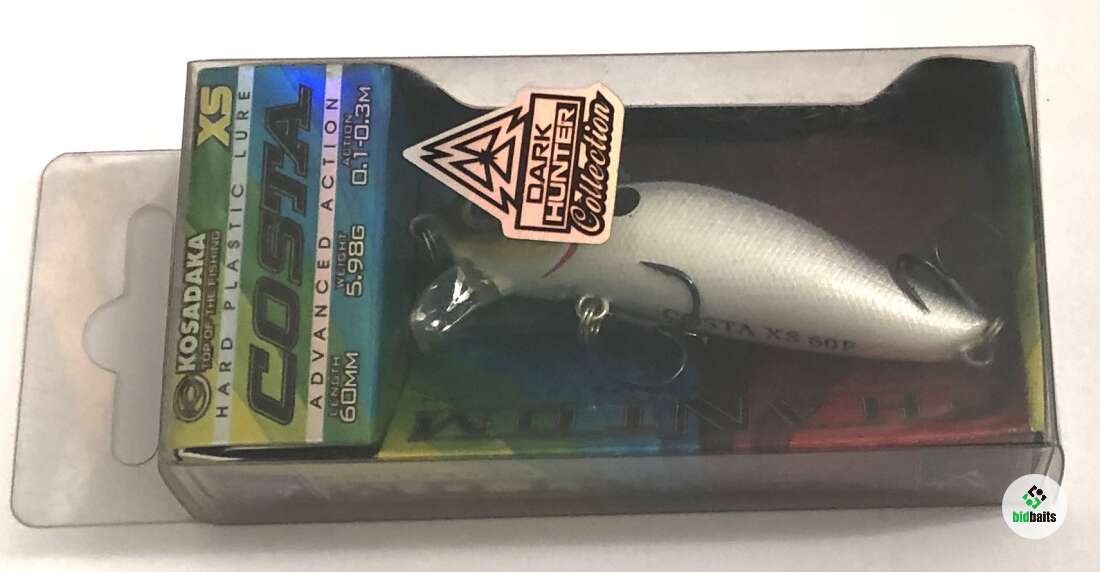 KOSADAKA
TOP OF THE FISHING
XS
HARD PLASTIC LURE
COSTA
ADVANCED ACTION
LENGTH
60MM
WEIGHT
5.98G
ACTION
0.1-0.3M
DARK
HUNTER
Collection
COSTA XS 60F
bidbaits